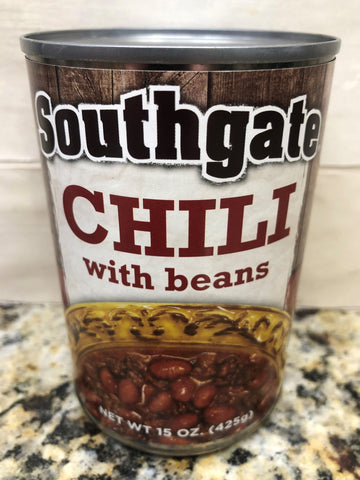 Southgate
CHILI
with beans
NET WT 15 OZ. (425g)